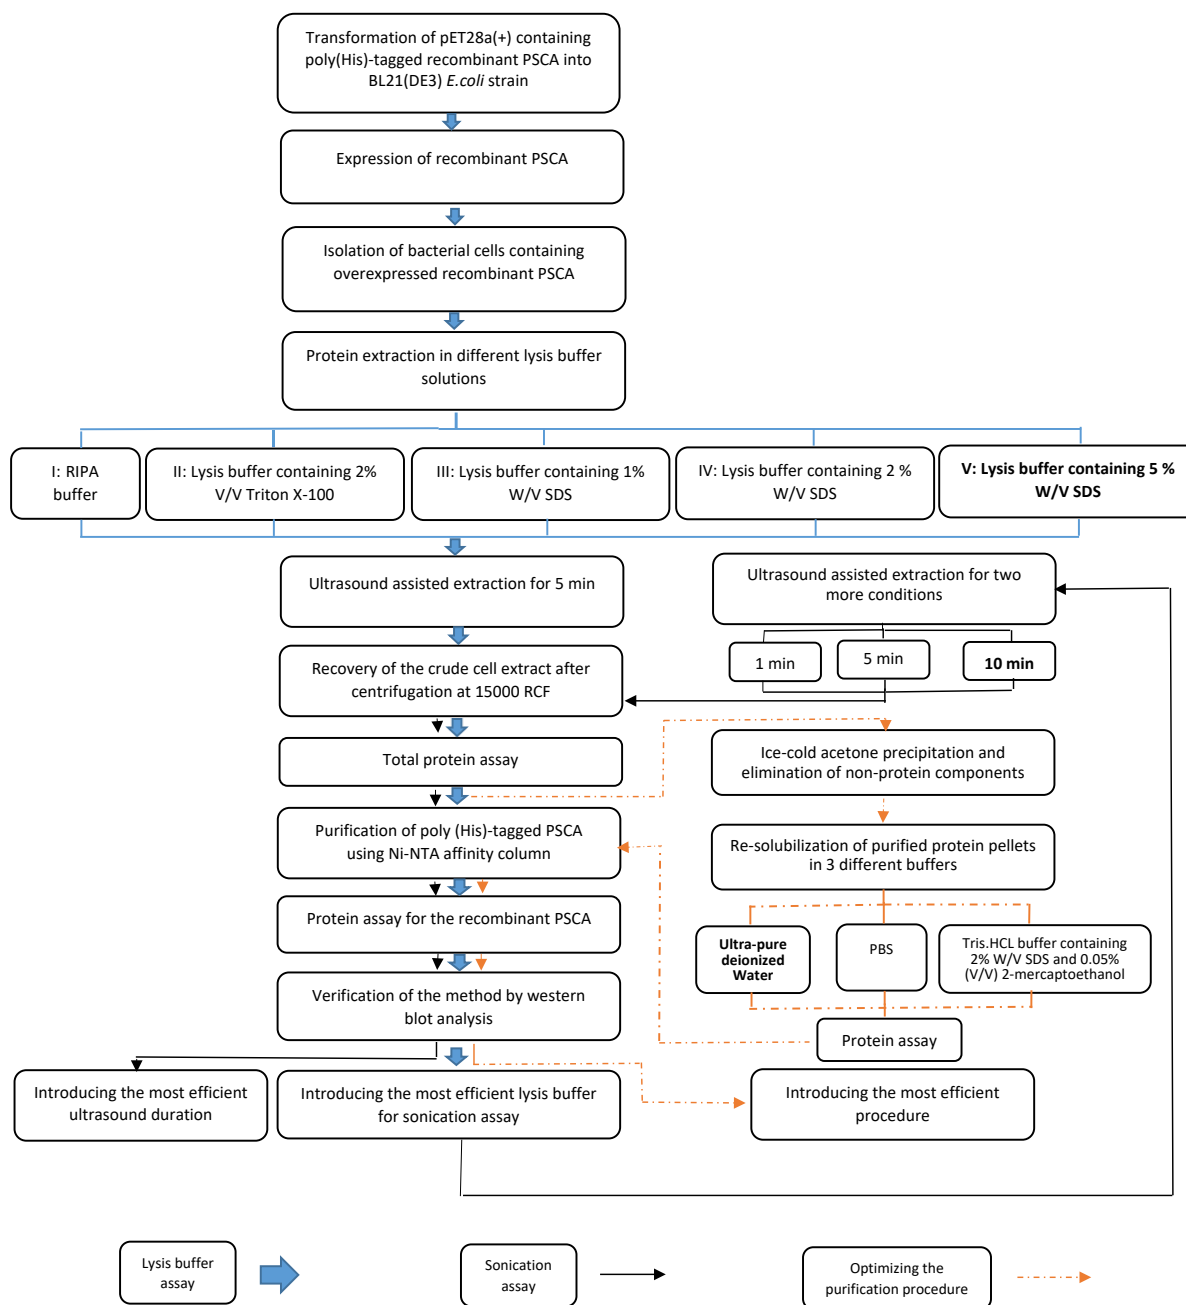 Transformation of pET28a(+) containing
poly(His)-tagged recombinant PSCA into
BL21(DE3) E.coli strain
Expression of recombinant PSCA
Isolation of bacterial cells containing
overexpressed recombinant PSCA
Protein extraction in different lysis buffer
solutions
I: RIPA
buffer
II: Lysis buffer containing 2%
V/V Triton X-100
III: Lysis buffer containing 1%
W/V SDS
IV: Lysis buffer containing 2 %
W/V SDS
V: Lysis buffer containing 5 %
W/V SDS
Ultrasound assisted extraction for 5 min
Ultrasound assisted extraction for two
more conditions
1 min
5 min
10 min
Recovery of the crude cell extract after
centrifugation at 15000 RCF
Total protein assay
Ice-cold acetone precipitation and
elimination of non-protein components
Purification of poly (His)-tagged PSCA
using Ni-NTA affinity column
Re-solubilization of purified protein pellets
in 3 different buffers
Protein assay for the recombinant PSCA
Ultra-pure
deionized
Water
PBS
Tris.HCL buffer containing
2% W/V SDS and 0.05%
(V/V) 2-mercaptoethanol
Verification of the method by western
blot analysis
Protein assay
Introducing the most efficient
ultrasound duration
Introducing the most efficient lysis buffer
for sonication assay
Introducing the most efficient
procedure
Lysis buffer
assay
Sonication
assay
Optimizing the
purification procedure